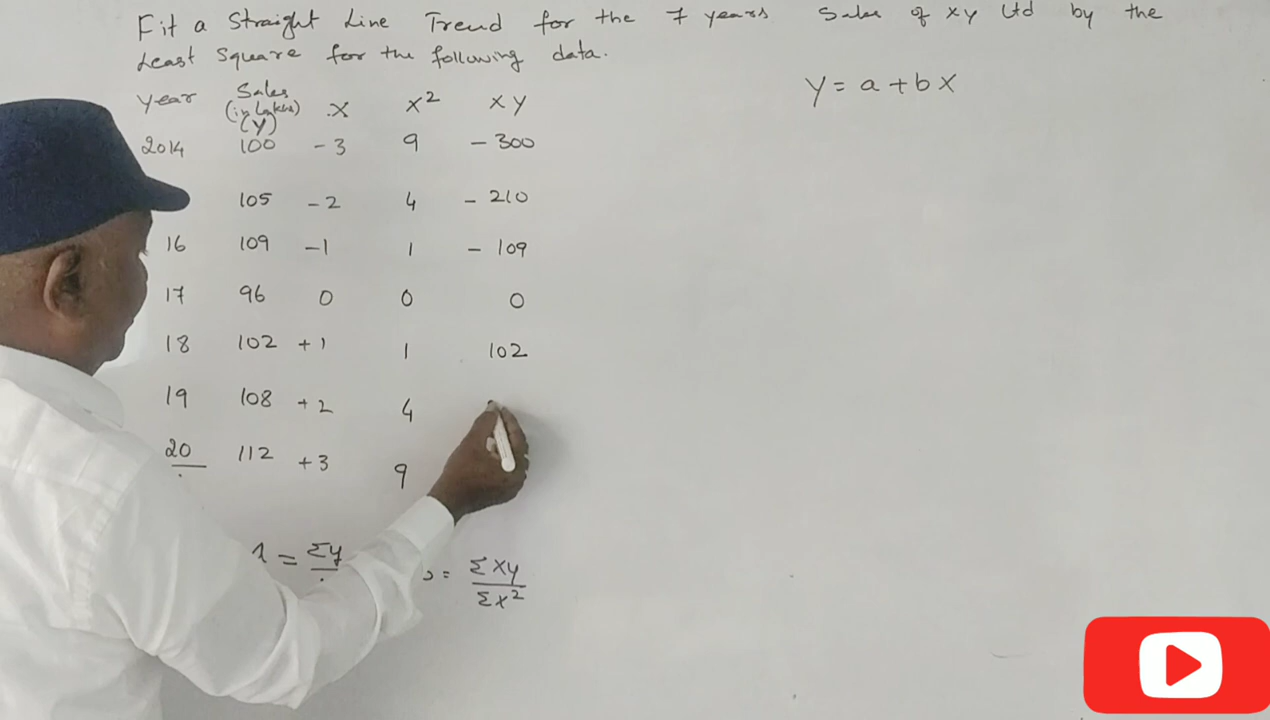 Fit a Straight Line Trend for the 7 years Sales of xy Ltd by the
Least Square for the following data.
Y = a + b X
Year Sales (in Lakhs) (Y) X X² XY
2014 100 -3 9 -300
105 -2 4 -210
16 109 -1 1 -109
17 96 0 0 0
18 102 +1 1 102
19 108 +2 4
20 112 +3 9
= Σy = Σxy
Σx²